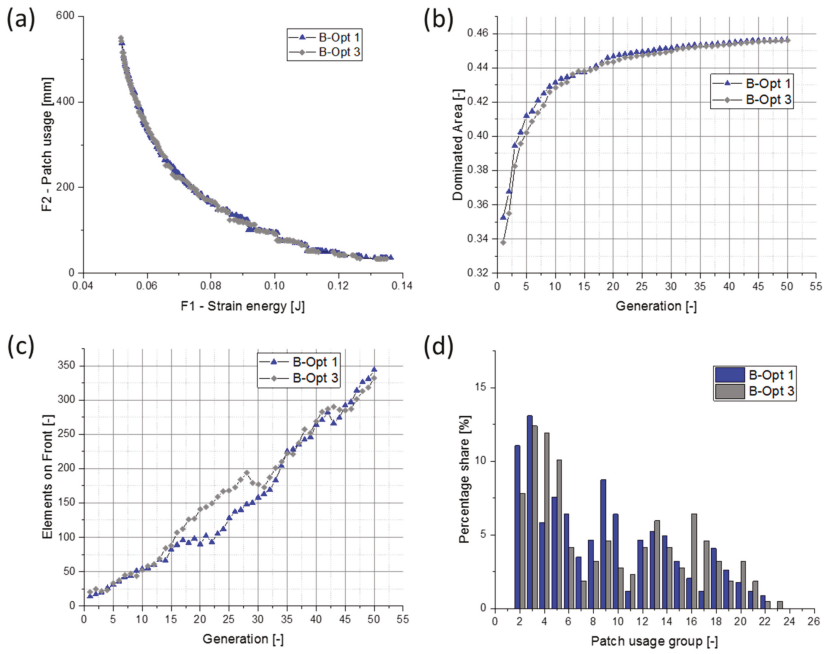 (a)
600
400
200
0
F2 - Patch usage [mm]
B-Opt 1
B-Opt 3
0.04 0.06 0.08 0.10 0.12 0.14
F1 - Strain energy [J]
(b)
0.46
0.44
0.42
0.40
0.38
0.36
0.34
0.32
Dominated Area [-]
B-Opt 1
B-Opt 3
0 5 10 15 20 25 30 35 40 45 50 55
Generation [-]
(c)
350
300
250
200
150
100
50
0
Elements on Front [-]
B-Opt 1
B-Opt 3
0 5 10 15 20 25 30 35 40 45 50 55
Generation [-]
(d)
15
10
5
0
Percentage share [%]
B-Opt 1
B-Opt 3
2 4 6 8 10 12 14 16 18 20 22 24 26
Patch usage group [-]